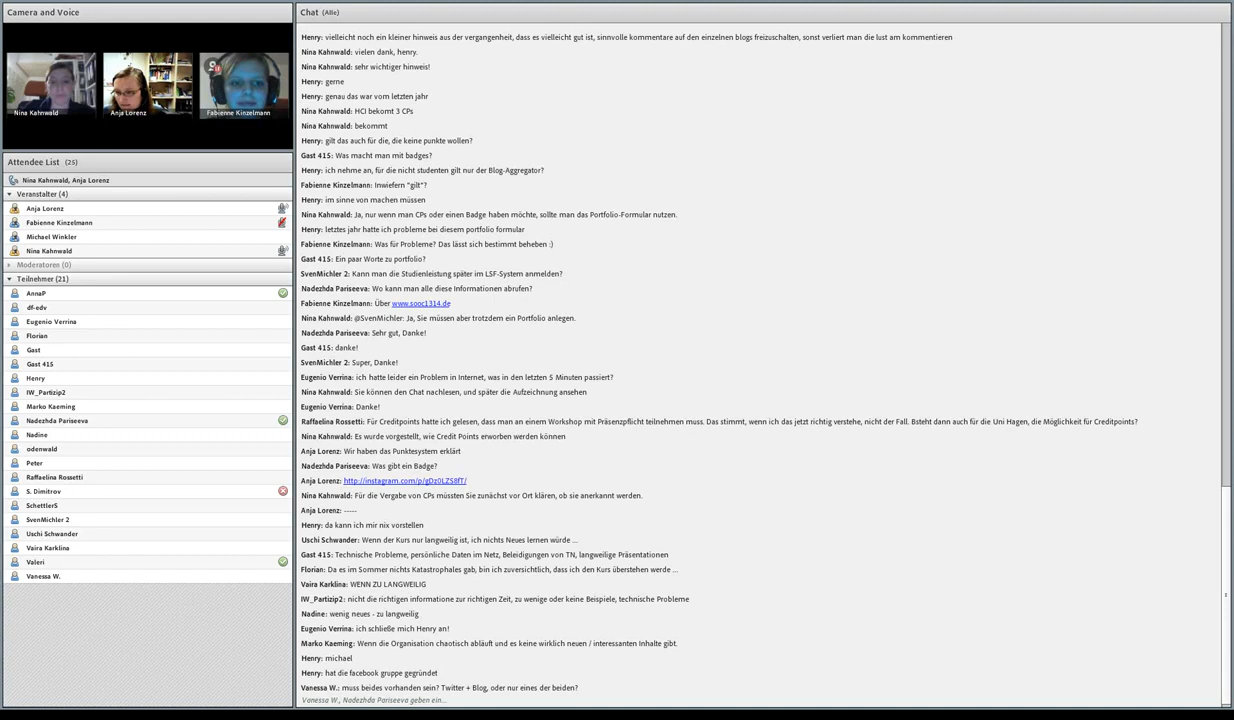 Camera and Voice
Nina Kahnwald
Anja Lorenz
Fabienne Kinzelmann
Attendee List (25)
Nina Kahnwald, Anja Lorenz
Veranstalter (4)
Anja Lorenz
Fabienne Kinzelmann
Michael Winkler
Nina Kahnwald
Moderatoren (0)
Teilnehmer (21)
AnnaP
df-edv
Eugenio Verrina
Florian
Gast
Gast 415
Henry
IW_Partizip2
Marko Kaeming
Nadezhda Pariseeva
Nadine
odenwald
Peter
Raffaelina Rossetti
S. Dimitrov
SchettlerS
SvenMichler 2
Uschi Schwander
Vaira Karklina
Valeri
Vanessa W.
Chat (Alle)
Henry: vielleicht noch ein kleiner hinweis aus der vergangenheit, dass es vielleicht gut ist, sinnvolle kommentare auf den einzelnen blogs freizuschalten, sonst verliert man die lust am kommentieren
Nina Kahnwald: vielen dank, henry.
Nina Kahnwald: sehr wichtiger hinweis!
Henry: gerne
Henry: genau das war vom letzten jahr
Nina Kahnwald: HCI bekomt 3 CPs
Nina Kahnwald: bekommt
Henry: gilt das auch für die, die keine punkte wollen?
Gast 415: Was macht man mit badges?
Henry: ich nehme an, für die nicht studenten gilt nur der Blog-Aggregator?
Fabienne Kinzelmann: Inwiefern "gilt"?
Henry: im sinne von machen müssen
Nina Kahnwald: Ja, nur wenn man CPs oder einen Badge haben möchte, sollte man das Portfolio-Formular nutzen.
Henry: letztes jahr hatte ich probleme bei diesem portfolio formular
Fabienne Kinzelmann: Was für Probleme? Das lässt sich bestimmt beheben :)
Gast 415: Ein paar Worte zu portfolio?
SvenMichler 2: Kann man die Studienleistung später im LSF-System anmelden?
Nadezhda Pariseeva: Wo kann man alle diese Informationen abrufen?
Fabienne Kinzelmann: Über www.sooc1314.de
Nina Kahnwald: @SvenMichler: Ja, Sie müssen aber trotzdem ein Portfolio anlegen.
Nadezhda Pariseeva: Sehr gut, Danke!
Gast 415: danke!
SvenMichler 2: Super, Danke!
Eugenio Verrina: ich hatte leider ein Problem in Internet, was in den letzten 5 Minuten passiert?
Nina Kahnwald: Sie können den Chat nachlesen, und später die Aufzeichnung ansehen
Eugenio Verrina: Danke!
Raffaelina Rossetti: Für Creditpoints hatte ich gelesen, dass man an einem Workshop mit Präsenzpflicht teilnehmen muss. Das stimmt, wenn ich das jetzt richtig verstehe, nicht der Fall. Bsteht dann auch für die Uni Hagen, die Möglichkeit für Creditpoints?
Nina Kahnwald: Es wurde vorgestellt, wie Credit Points erworben werden können
Anja Lorenz: Wir haben das Punktesystem erklärt
Nadezhda Pariseeva: Was gibt ein Badge?
Anja Lorenz: http://instagram.com/p/gDz0LZS8fT/
Nina Kahnwald: Für die Vergabe von CPs müssten Sie zunächst vor Ort klären, ob sie anerkannt werden.
Anja Lorenz: -----
Henry: da kann ich mir nix vorstellen
Uschi Schwander: Wenn der Kurs nur langweilig ist, ich nichts Neues lernen würde ...
Gast 415: Technische Probleme, persönliche Daten im Netz, Beleidigungen von TN, langweilige Präsentationen
Florian: Da es im Sommer nichts Katastrophales gab, bin ich zuversichtlich, dass ich den Kurs überstehen werde ...
Vaira Karklina: WENN ZU LANGWEILIG
IW_Partizip2: nicht die richtigen informatione zur richtigen Zeit, zu wenige oder keine Beispiele, technische Probleme
Nadine: wenig neues - zu langweilig
Eugenio Verrina: ich schließe mich Henry an!
Marko Kaeming: Wenn die Organisation chaotisch abläuft und es keine wirklich neuen / interessanten Inhalte gibt.
Henry: michael
Henry: hat die facebook gruppe gegründet
Vanessa W.: muss beides vorhanden sein? Twitter + Blog, oder nur eines der beiden?
Vanessa W., Nadezhda Pariseeva geben ein...